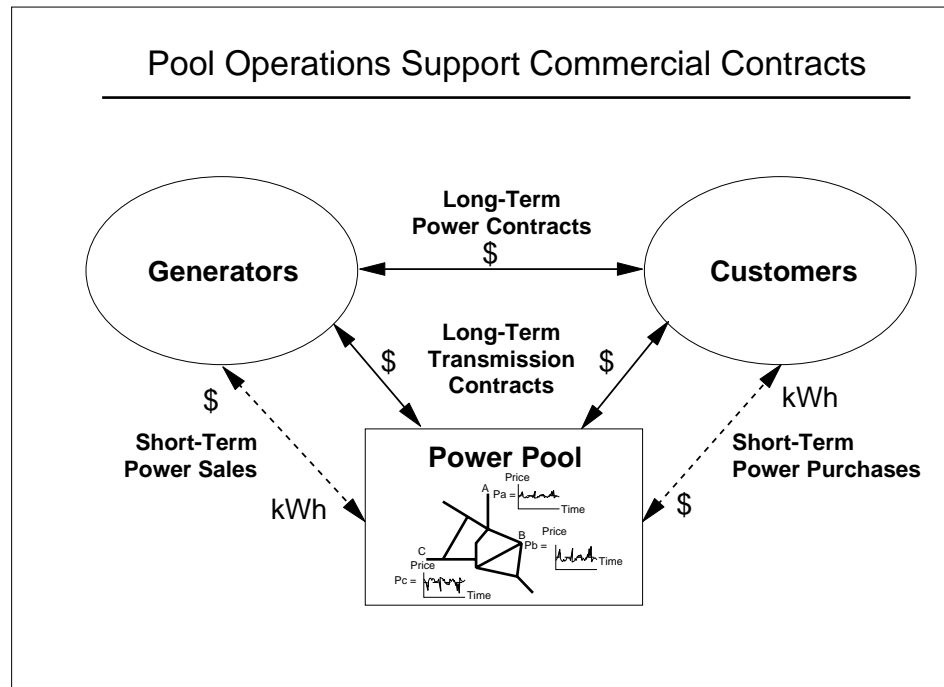 Pool Operations Support Commercial Contracts
Long-Term
Power Contracts
$
Generators
Customers
Long-Term
Transmission
Contracts
$
$
$
Short-Term
Power Sales
kWh
kWh
Short-Term
Power Purchases
$
Power Pool
Price
A
Pa =
Time
B
Price
Pb =
Time
C
Price
Pc =
Time